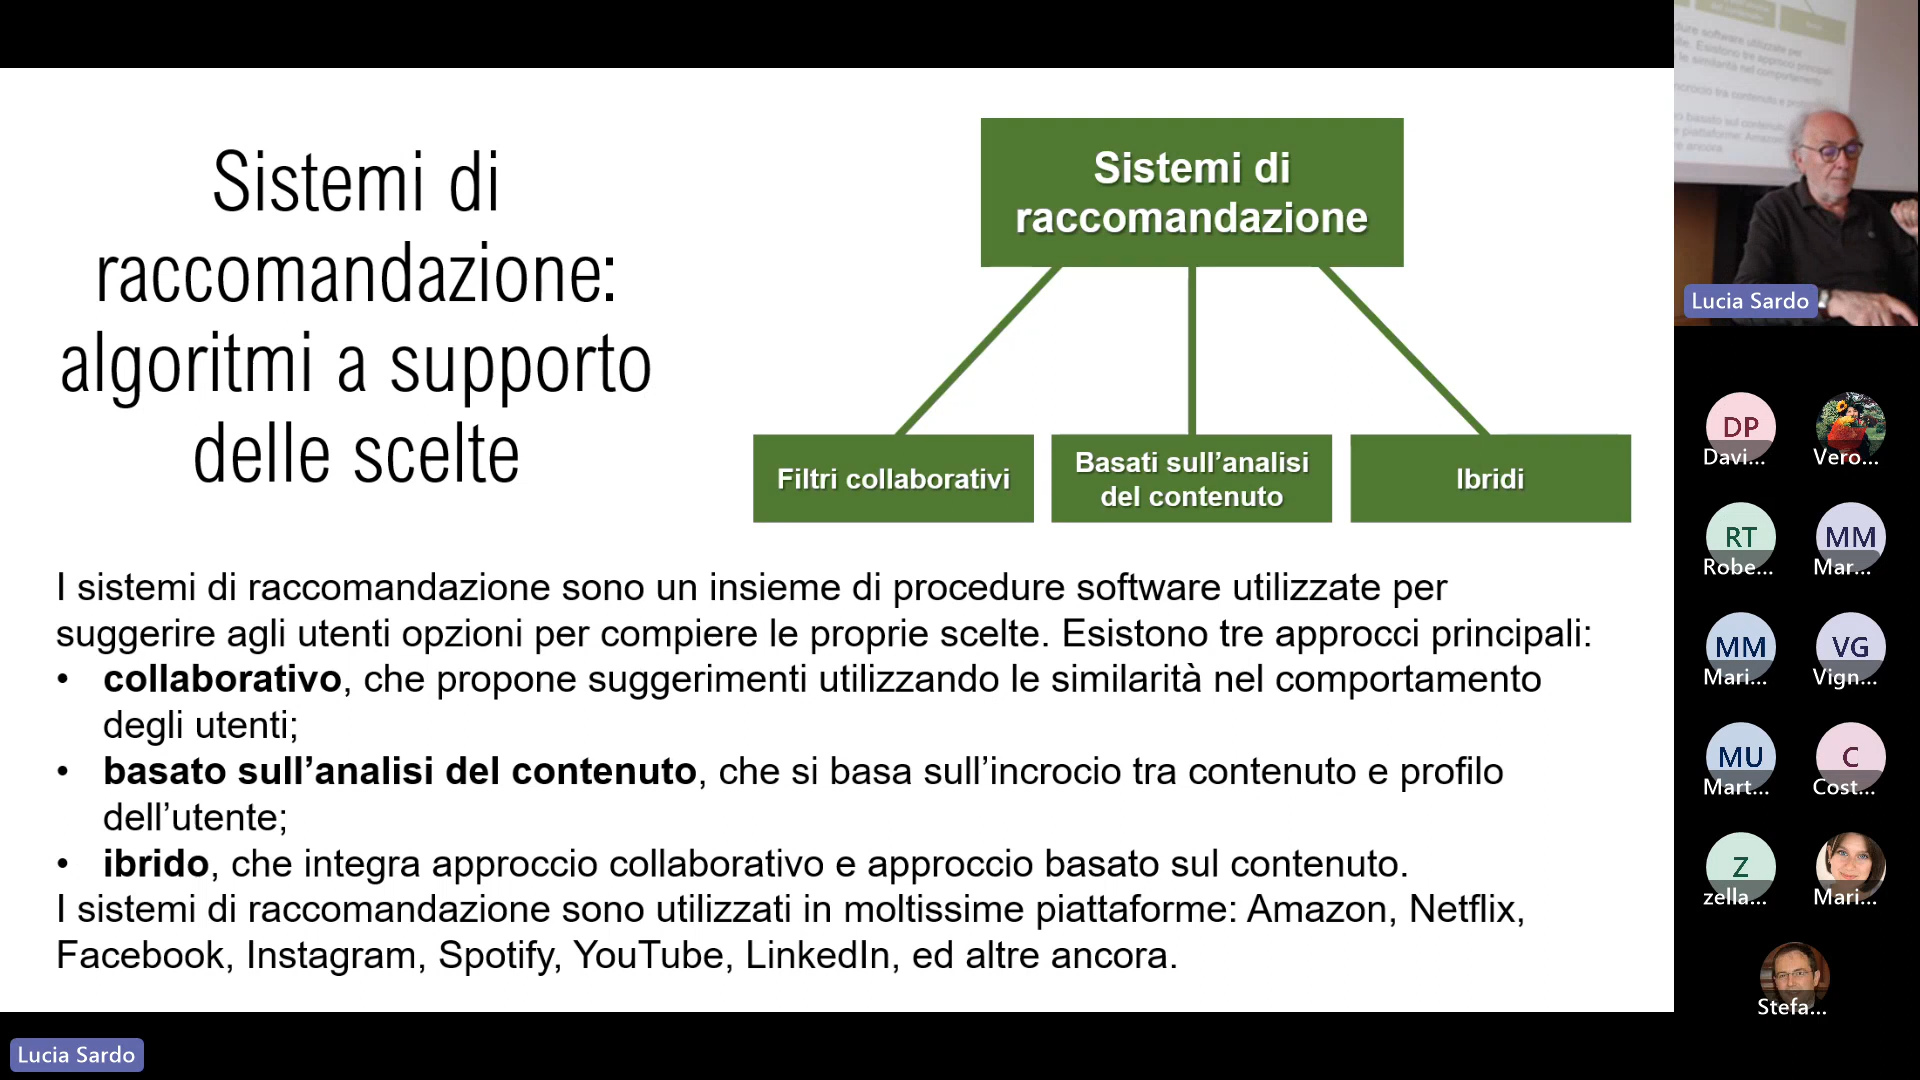 Sistemi di
raccomandazione:
algoritmi a supporto
delle scelte
Sistemi di
raccomandazione
Filtri collaborativi
Basati sull’analisi
del contenuto
Ibridi
I sistemi di raccomandazione sono un insieme di procedure software utilizzate per
suggerire agli utenti opzioni per compiere le proprie scelte. Esistono tre approcci principali:
• collaborativo, che propone suggerimenti utilizzando le similarità nel comportamento
degli utenti;
• basato sull’analisi del contenuto, che si basa sull’incrocio tra contenuto e profilo
dell’utente;
• ibrido, che integra approccio collaborativo e approccio basato sul contenuto.
I sistemi di raccomandazione sono utilizzati in moltissime piattaforme: Amazon, Netflix,
Facebook, Instagram, Spotify, YouTube, LinkedIn, ed altre ancora.
Lucia Sardo
Lucia Sardo
DP
Davi...
Vero...
RT
Robe...
MM
Mar...
MM
Mari...
VG
Vign...
MU
Mart...
C
Cost...
Z
zella...
Mari...
Stefa...